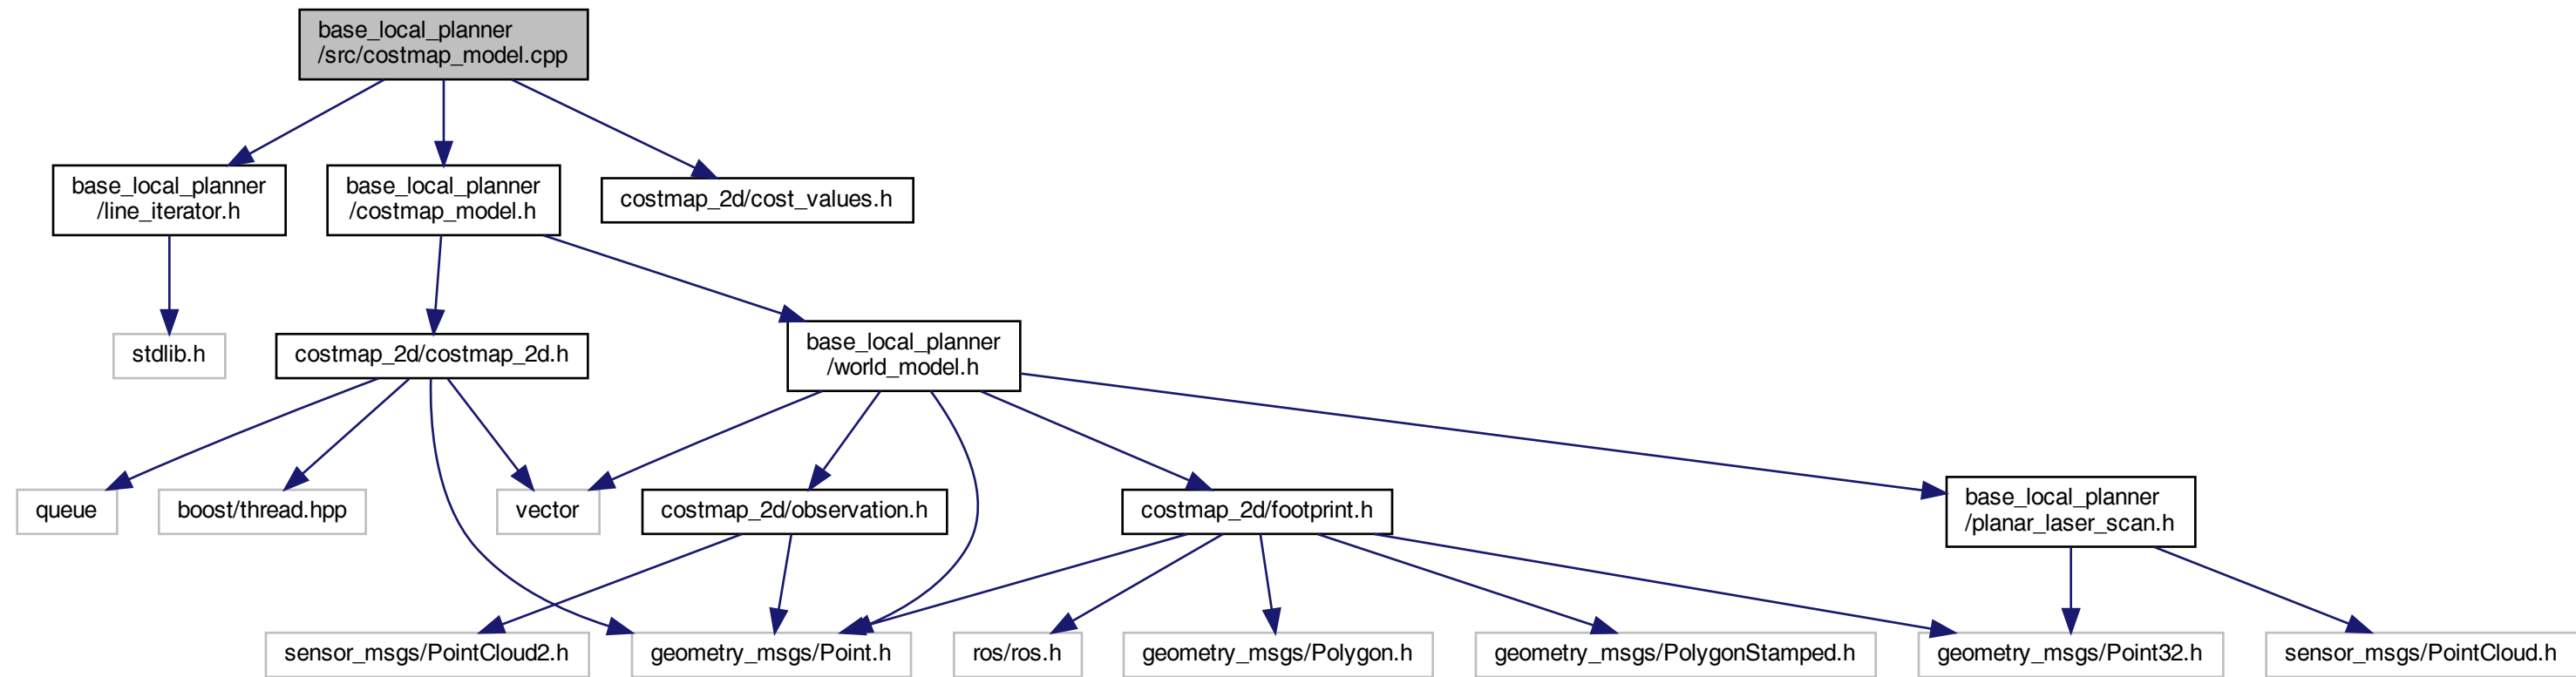 base_local_planner
/src/costmap_model.cpp
base_local_planner
/line_iterator.h
base_local_planner
/costmap_model.h
costmap_2d/cost_values.h
stdlib.h
costmap_2d/costmap_2d.h
base_local_planner
/world_model.h
queue
boost/thread.hpp
vector
costmap_2d/observation.h
costmap_2d/footprint.h
base_local_planner
/planar_laser_scan.h
sensor_msgs/PointCloud2.h
geometry_msgs/Point.h
ros/ros.h
geometry_msgs/Polygon.h
geometry_msgs/PolygonStamped.h
geometry_msgs/Point32.h
sensor_msgs/PointCloud.h